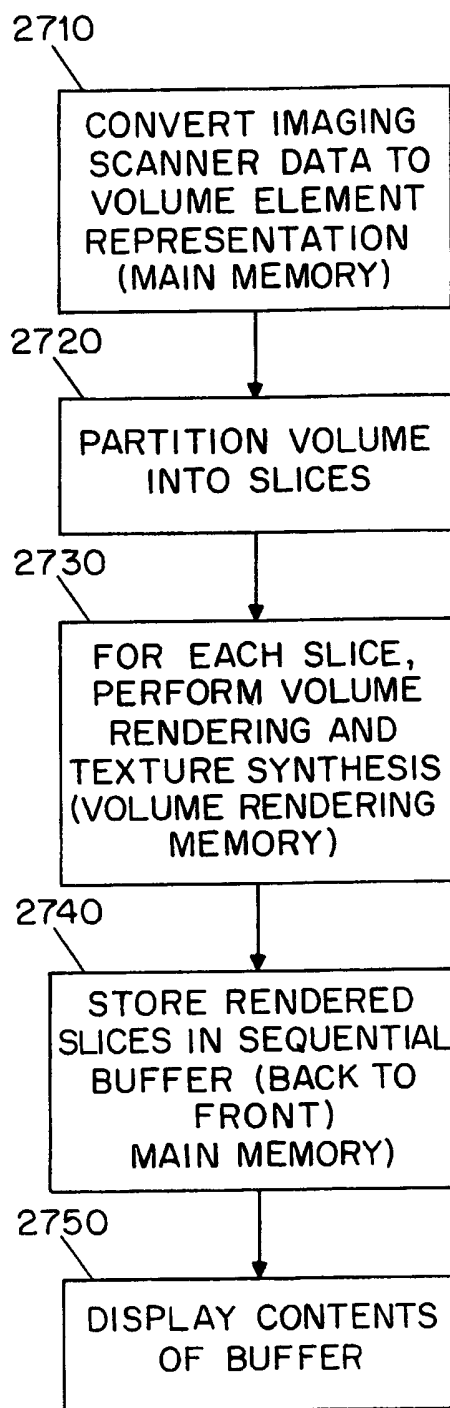 2710
CONVERT IMAGING
SCANNER DATA TO
VOLUME ELEMENT
REPRESENTATION
(MAIN MEMORY)
2720
PARTITION VOLUME
INTO SLICES
2730
FOR EACH SLICE,
PERFORM VOLUME
RENDERING AND
TEXTURE SYNTHESIS
(VOLUME RENDERING
MEMORY)
2740
STORE RENDERED
SLICES IN SEQUENTIAL
BUFFER (BACK TO
FRONT)
MAIN MEMORY)
2750
DISPLAY CONTENTS
OF BUFFER